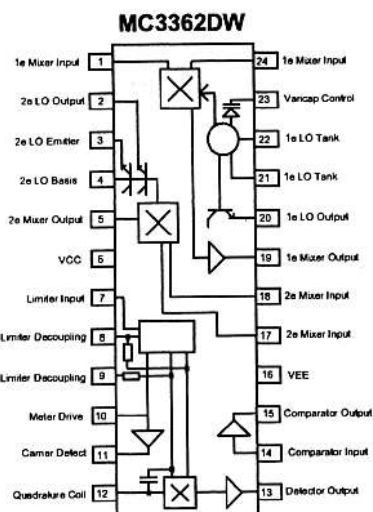 MC3362DW
1e Mixer Input 1
2e LO Output 2
2e LO Emitter 3
2e LO Basis 4
2e Mixer Output 5
VCC 6
Limiter Input 7
Limiter Decoupling 8
Limiter Decoupling 9
Meter Drive 10
Carrier Detect 11
Quadrature Coil 12
24 1e Mixer Input
23 Varicap Control
22 1e LO Tank
21 1e LO Tank
20 1e LO Output
19 1e Mixer Output
18 2e Mixer Input
17 2e Mixer Input
16 VEE
15 Comparator Output
14 Comparator Input
13 Detector Output